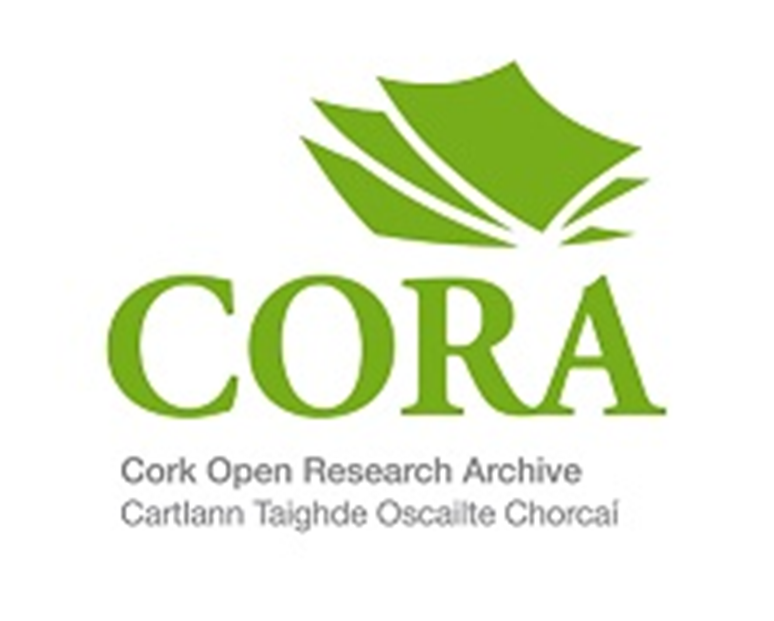 CORA
Cork Open Research Archive
Cartlann Taighde Oscailte Chorcaí